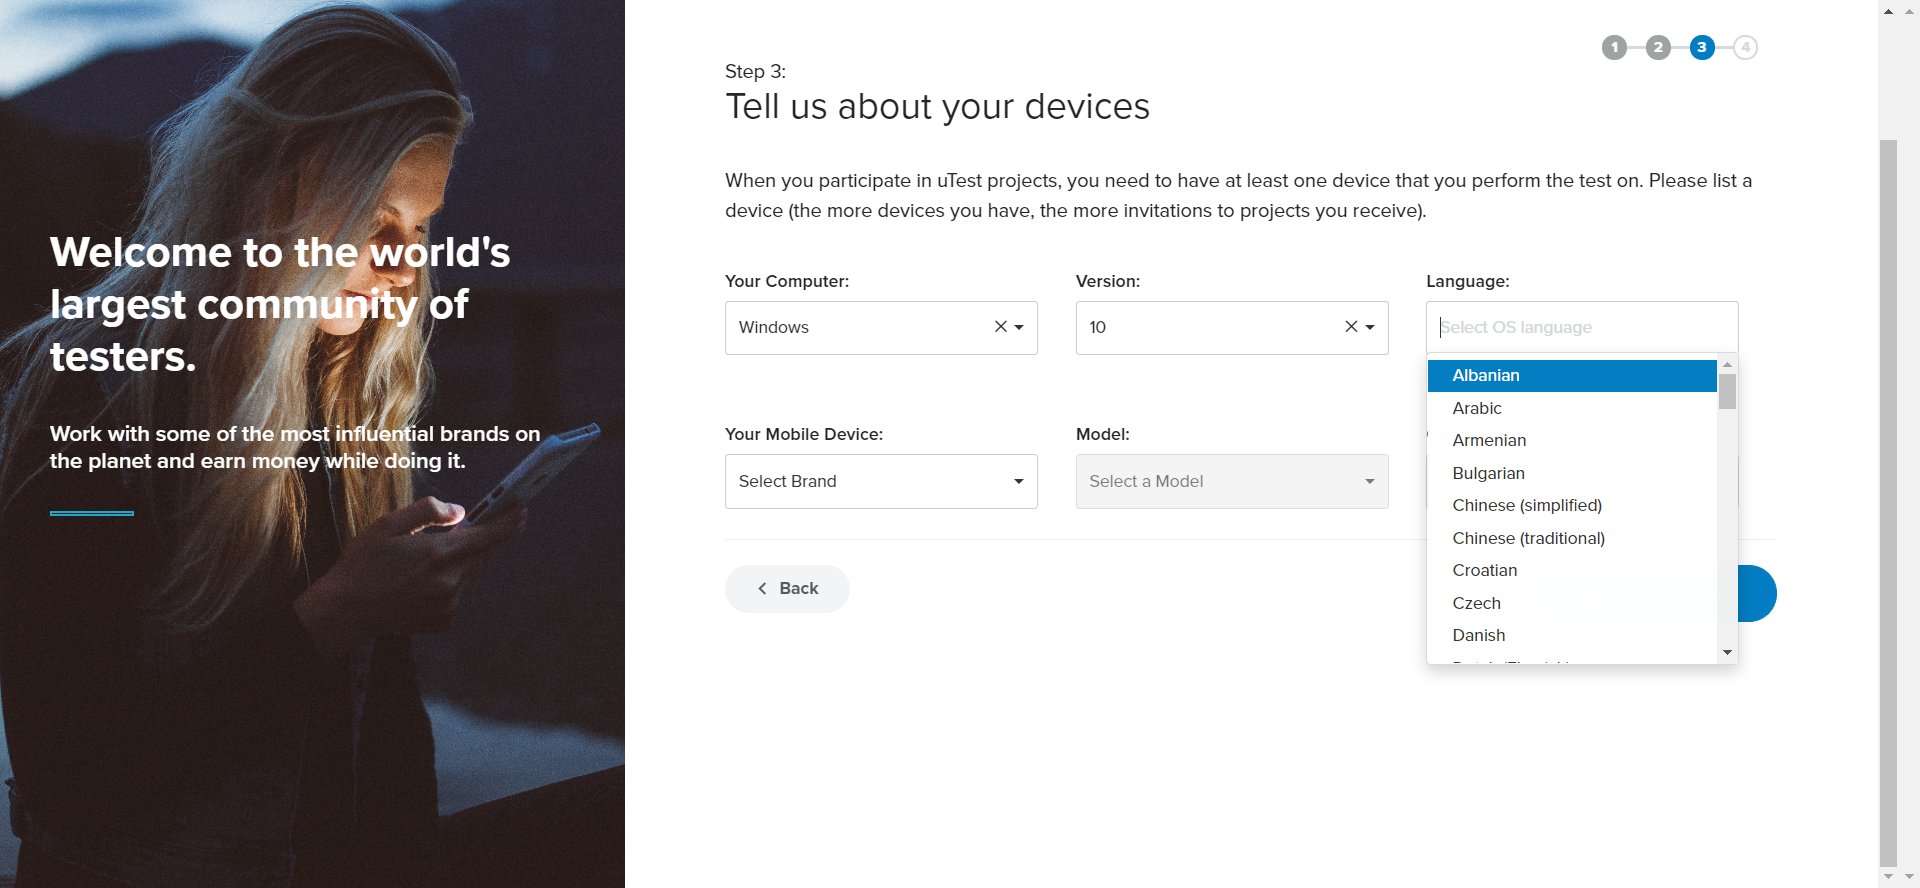 Welcome to the world's
largest community of
testers.
Work with some of the most influential brands on
the planet and earn money while doing it.
1 2 3 4
Step 3:
Tell us about your devices
When you participate in uTest projects, you need to have at least one device that you perform the test on. Please list a
device (the more devices you have, the more invitations to projects you receive).
Your Computer: Version: Language:
Windows 10 Select OS language
Albanian
Arabic
Armenian
Bulgarian
Chinese (simplified)
Chinese (traditional)
Croatian
Czech
Danish
Your Mobile Device: Model:
Select Brand Select a Model
Back